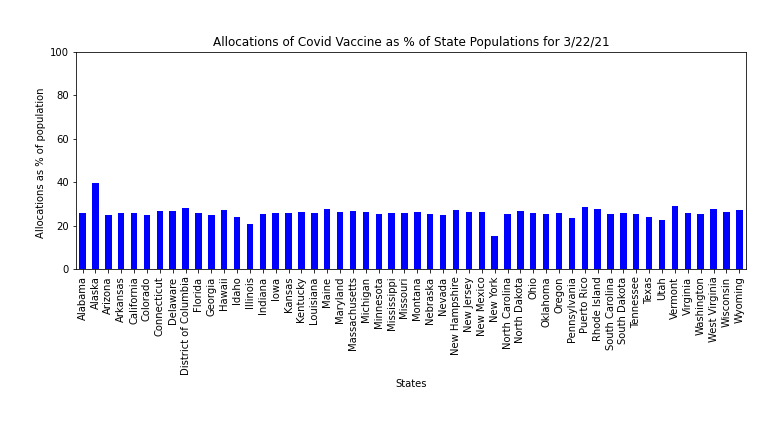 Allocations of Covid Vaccine as % of State Populations for 3/22/21
100
80
60
40
20
0
Allocations as % of population
Alabama
Alaska
Arizona
Arkansas
California
Colorado
Connecticut
Delaware
District of Columbia
Florida
Georgia
Hawaii
Idaho
Illinois
Indiana
Iowa
Kansas
Kentucky
Louisiana
Maine
Maryland
Massachusetts
Michigan
Minnesota
Mississippi
Missouri
Montana
Nebraska
Nevada
New Hampshire
New Jersey
New Mexico
New York
North Carolina
North Dakota
Ohio
Oklahoma
Oregon
Pennsylvania
Puerto Rico
Rhode Island
South Carolina
South Dakota
Tennessee
Texas
Utah
Vermont
Virginia
Washington
West Virginia
Wisconsin
Wyoming
States